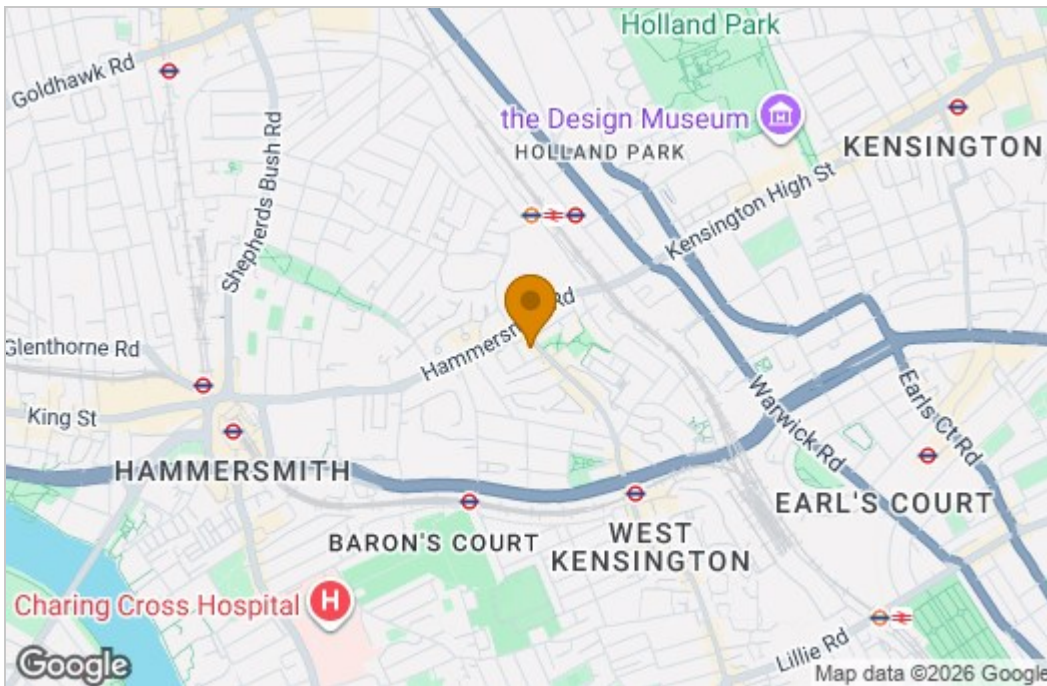 Holland Park
Goldhawk Rd
the Design Museum
HOLLAND PARK
KENSINGTON
Shepherds Bush Rd
Kensington High St
Hammersm
Rd
Glenthorne Rd
King St
HAMMERSMITH
Warwick Rd
Earls Ct Rd
EARL'S COURT
BARON'S COURT
WEST
KENSINGTON
Charing Cross Hospital
H
Lillie Rd
Google
Map data ©2026 Google